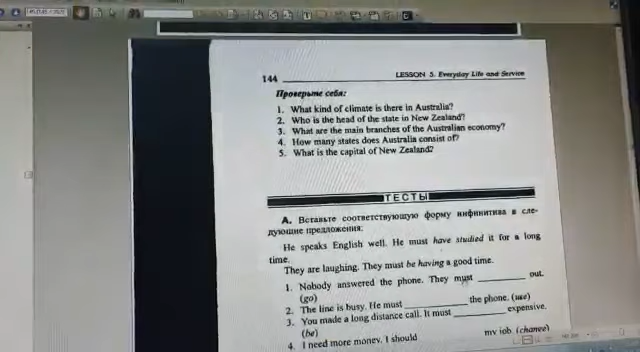 144
LESSON 5. Everyday Life and Service
Проверьте себя:
1. What kind of climate is there in Australia?
2. Who is the head of the state in New Zealand?
3. What are the main branches of the Australian economy?
4. How many states does Australia consist of?
5. What is the capital of New Zealand?
ТЕСТЫ
А. Вставьте соответствующую форму инфинитива в сле-
дующие предложения:
He speaks English well. He must have studied it for a long
time.
They are laughing. They must be having a good time.
1. Nobody answered the phone. They must ________ out.
(go)
2. The line is busy. He must ________ the phone. (use)
3. You made a long distance call. It must ________ expensive.
(be)
4. I need more money. I should my job. (change)